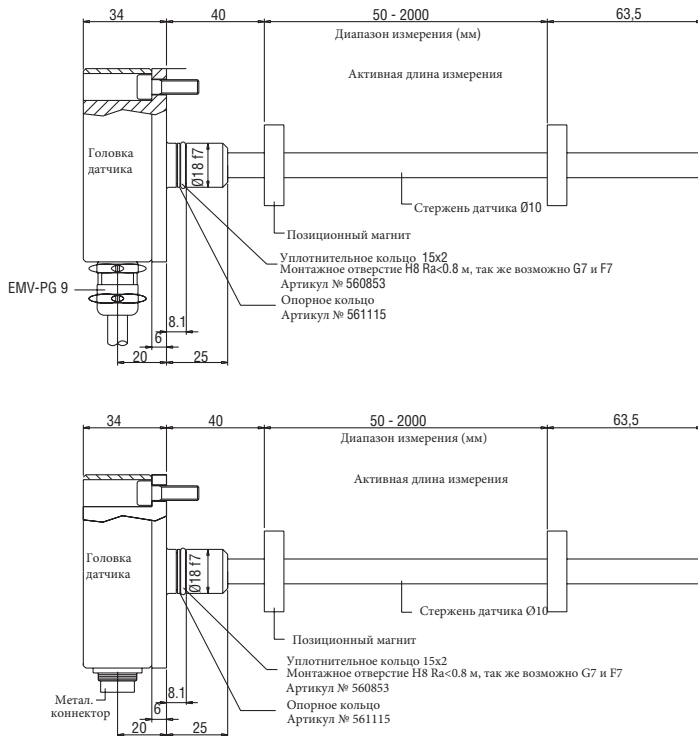 34 40 50 - 2000 63,5
Диапазон измерения (мм)
Активная длина измерения
Головка
датчика
Ø18 f7
Стержень датчика Ø10
Позиционный магнит
Уплотнительное кольцо 15x2
Монтажное отверстие H8 Ra<0.8 м, так же возможно G7 и F7
Артикул № 560853
EMV-PG 9
Опорное кольцо
Артикул № 561115
8.1
6
20 25
34 40 50 - 2000 63,5
Диапазон измерения (мм)
Активная длина измерения
Головка
датчика
Ø18 f7
Стержень датчика Ø10
Позиционный магнит
Уплотнительное кольцо 15x2
Монтажное отверстие H8 Ra<0.8 м, так же возможно G7 и F7
Артикул № 560853
Метал.
коннектор
Опорное кольцо
Артикул № 561115
8.1
6
20 25